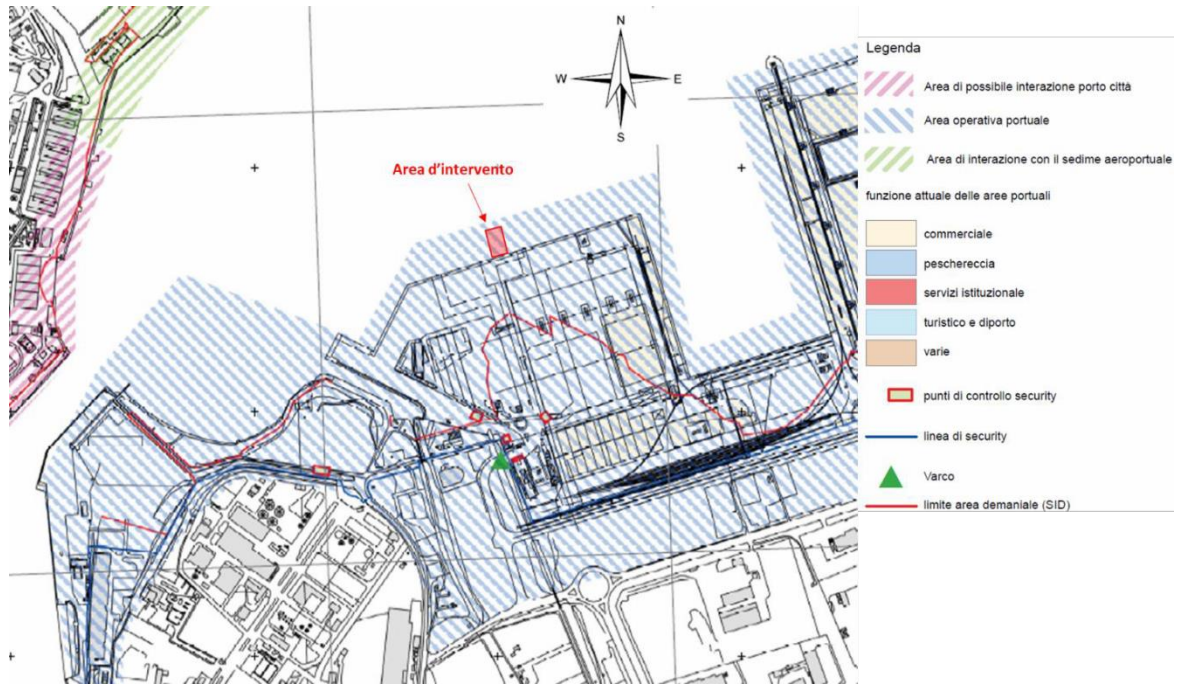 N
W
E
S
Area d'intervento
Legenda
Area di possibile interazione porto città
Area operativa portuale
Area di interazione con il sedime aeroportuale
funzione attuale delle aree portuali
commerciale
peschereccia
servizi istituzionale
turistico e diporto
varie
punti di controllo security
linea di security
Varco
limite area demaniale (SID)